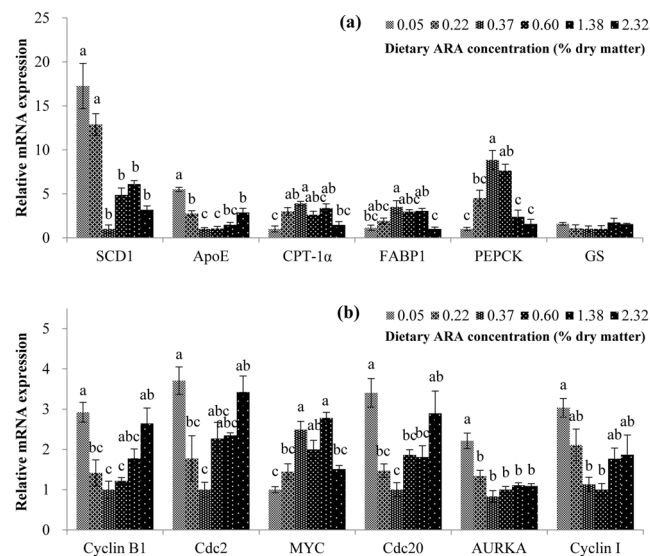 (a)
0.05 0.22 0.37 0.60 1.38 2.32
Dietary ARA concentration (% dry matter)
Relative mRNA expression
25
20
15
10
5
0
a a b b b b
a b c c bc b
c ab a abc ab bc
bc abc a abc ab c
c bc a ab c c
SCD1 ApoE CPT-1α FABP1 PEPCK GS
(b)
0.05 0.22 0.37 0.60 1.38 2.32
Dietary ARA concentration (% dry matter)
Relative mRNA expression
5
4
3
2
1
0
a bc c c abc ab
a bc c abc abc ab
c bc ab abc a bc
a bc c bc bc ab
a b b b b b
a ab b b ab ab
Cyclin B1 Cdc2 MYC Cdc20 AURKA Cyclin I